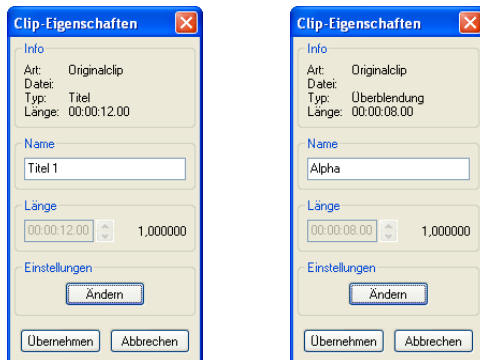 Clip-Eigenschaften
Info
Art: Originalclip
Datei:
Typ: Titel
Länge: 00:00:12.00
Name
Titel 1
Länge
00:00:12.00 1,000000
Einstellungen
Ändern
Übernehmen Abbrechen
Clip-Eigenschaften
Info
Art: Originalclip
Datei:
Typ: Überblendung
Länge: 00:00:08.00
Name
Alpha
Länge
00:00:08.00 1,000000
Einstellungen
Ändern
Übernehmen Abbrechen